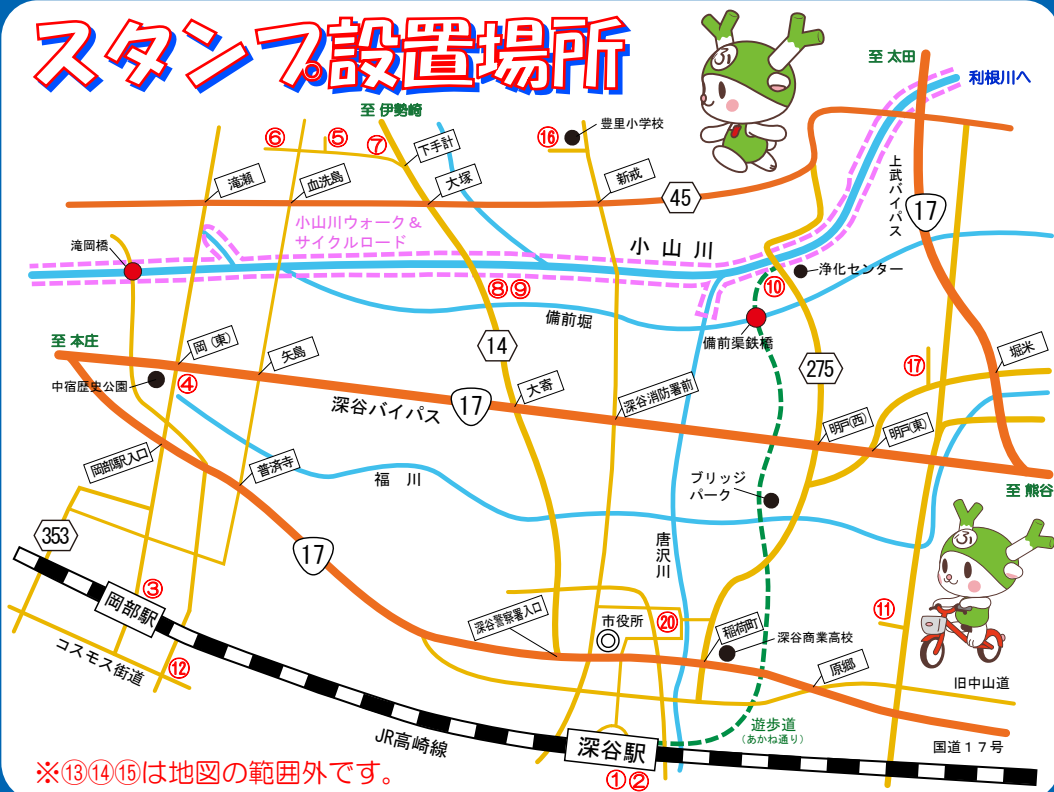 スタンプ設置場所
至 太田
利根川へ
至 伊勢崎
⑥
⑤
⑦
下手計
⑯
豊里小学校
滝瀬
血洗島
大塚
新戒
45
上武バイパス
17
小山川ウォーク＆
サイクルロード
小山川
滝岡橋
浄化センター
⑧⑨
⑩
備前堀
備前渠鉄橋
至 本庄
岡（東）
矢島
14
275
⑰
堀米
中宿歴史公園
④
深谷バイパス
17
大寄
深谷消防署前
明戸(西)
明戸(東)
岡部駅入口
普済寺
福川
ブリッジ
パーク
至 熊谷
353
17
唐沢川
ふ
ふ
③
岡部駅
深谷警察署入口
市役所
⑳
稲荷町
深谷商業高校
⑪
コスモス街道
⑫
原郷
旧中山道
JR高崎線
深谷駅
①②
遊歩道
（あかね通り）
国道１７号
※⑬⑭⑮は地図の範囲外です。